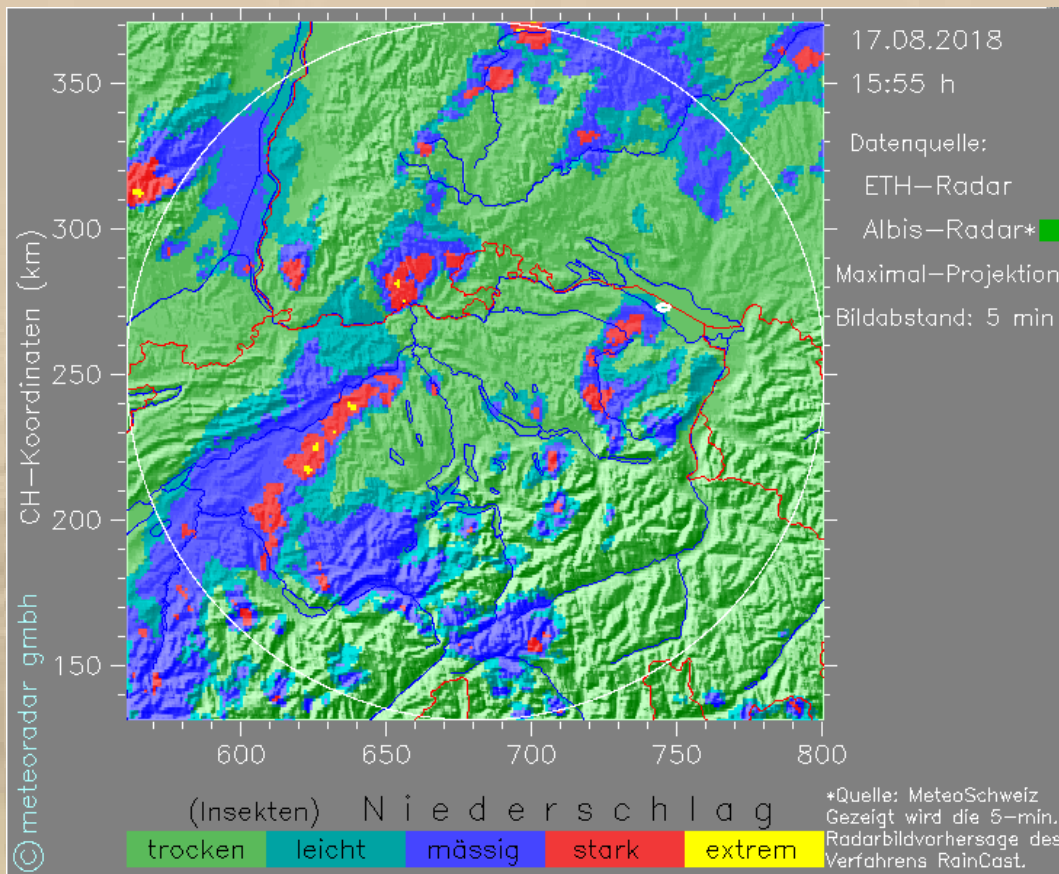 17.08.2018
15:55 h
Datenquelle:
ETH–Radar
Albis–Radar*
Maximal–Projektion
Bildabstand: 5 min
CH–Koordinaten (km)
350
300
250
200
150
600 650 700 750 800
© meteoradar gmbh
(Insekten) Niederschlag
trocken leicht mässig stark extrem
*Quelle: MeteoSchweiz
Gezeigt wird die 5–min.
Radarbildvorhersage des
Verfahrens RainCast.